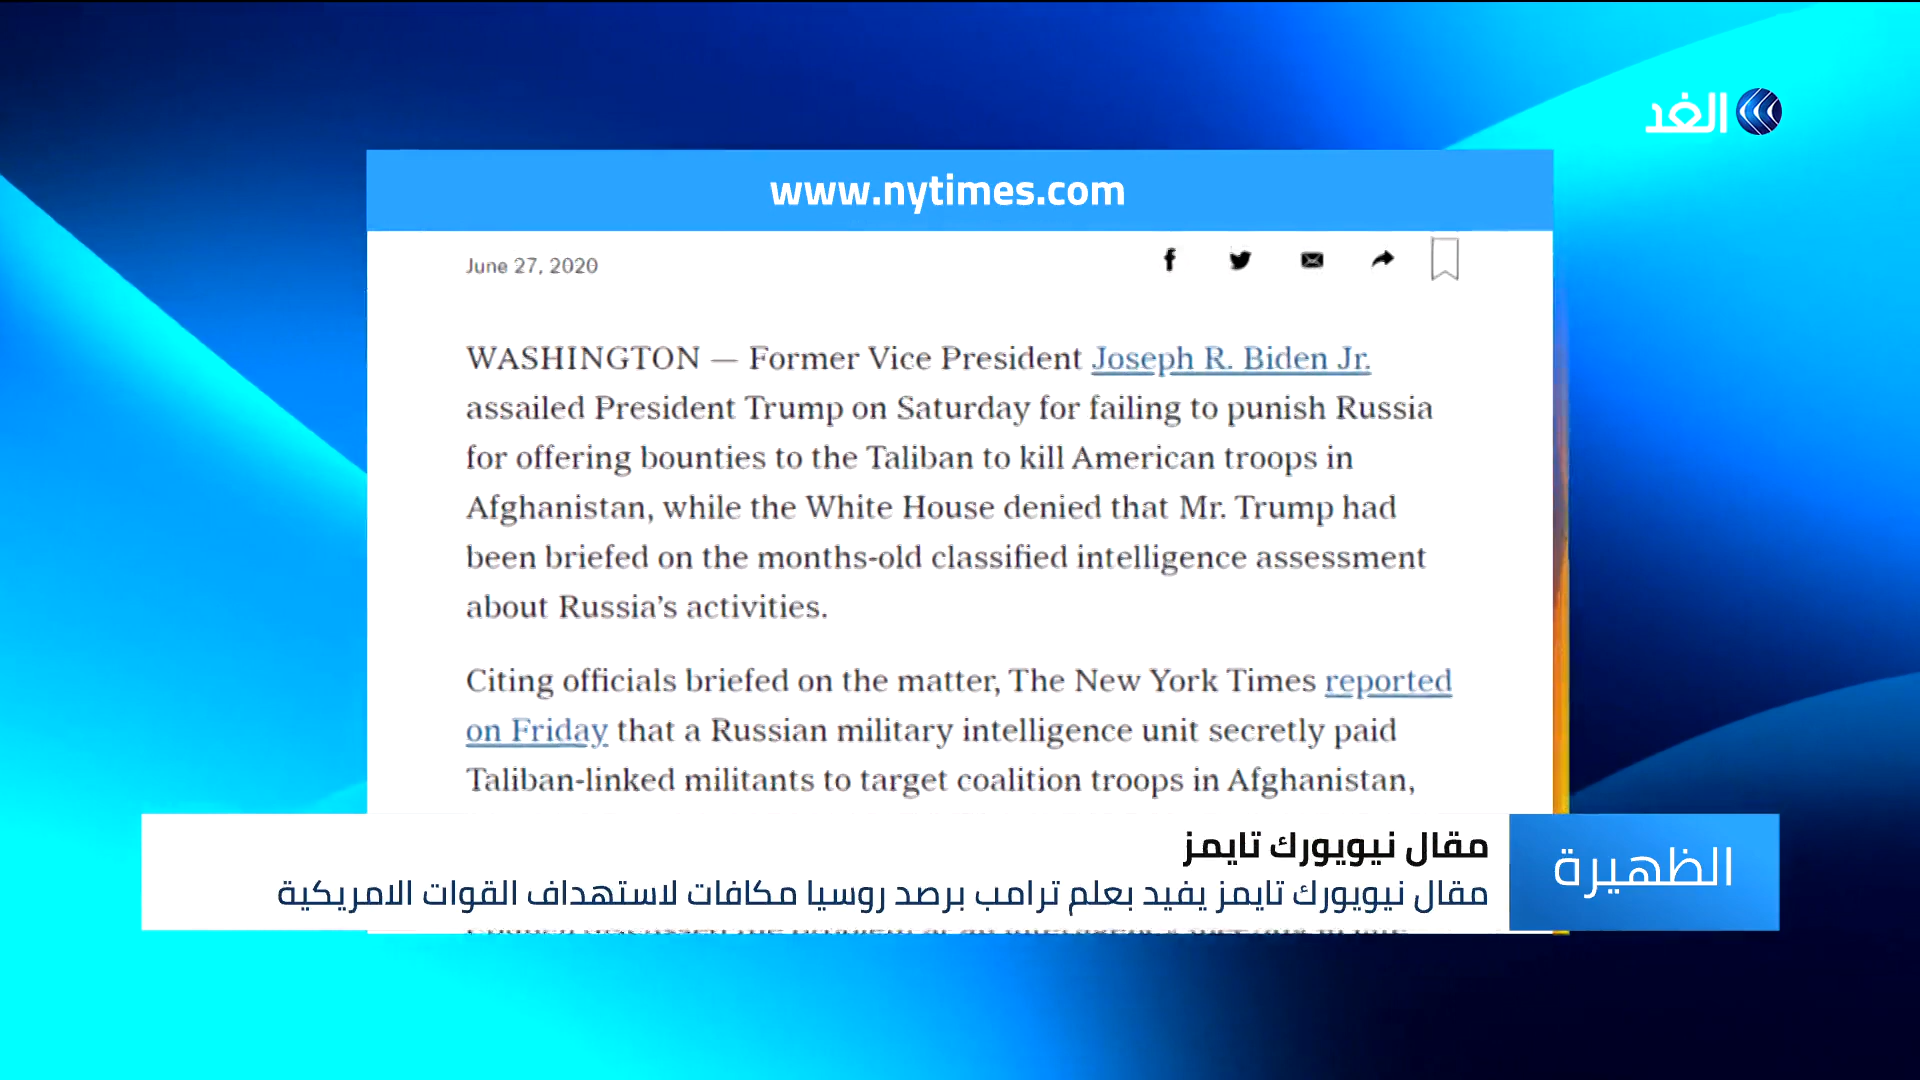 الغد
www.nytimes.com
June 27, 2020
WASHINGTON — Former Vice President Joseph R. Biden Jr.
assailed President Trump on Saturday for failing to punish Russia
for offering bounties to the Taliban to kill American troops in
Afghanistan, while the White House denied that Mr. Trump had
been briefed on the months-old classified intelligence assessment
about Russia’s activities.
Citing officials briefed on the matter, The New York Times reported
on Friday that a Russian military intelligence unit secretly paid
Taliban-linked militants to target coalition troops in Afghanistan,
الظهيرة
مقال نيويورك تايمز
مقال نيويورك تايمز يفيد بعلم ترامب برصد روسيا مكافات لاستهداف القوات الامريكية